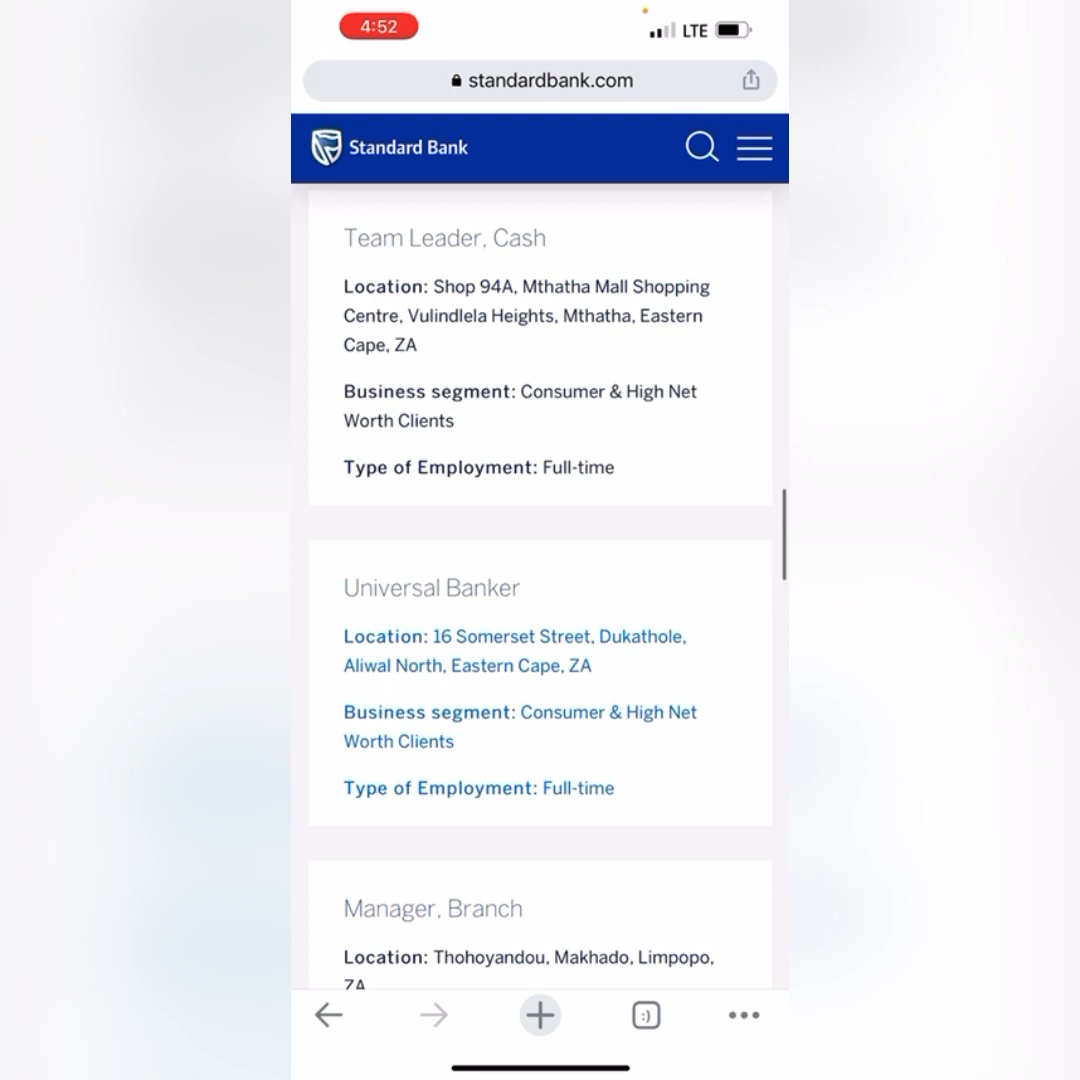 4:52
LTE
standardbank.com
Standard Bank
Team Leader, Cash
Location: Shop 94A, Mthatha Mall Shopping
Centre, Vulindlela Heights, Mthatha, Eastern
Cape, ZA
Business segment: Consumer & High Net
Worth Clients
Type of Employment: Full-time
Universal Banker
Location: 16 Somerset Street, Dukathole,
Aliwal North, Eastern Cape, ZA
Business segment: Consumer & High Net
Worth Clients
Type of Employment: Full-time
Manager, Branch
Location: Thohoyandou, Makhado, Limpopo,
ZA
:)